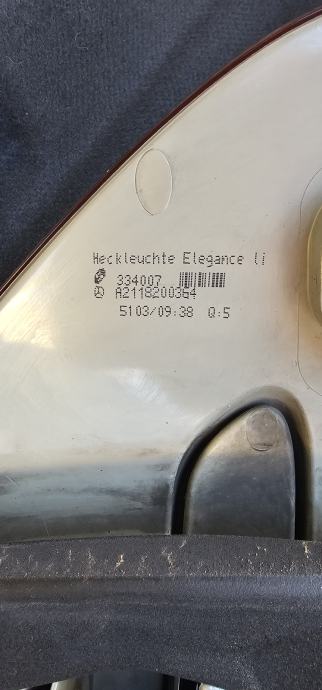 Heckleuchte Elegance li
334007
A2118200364
5103/09:38 Q:5